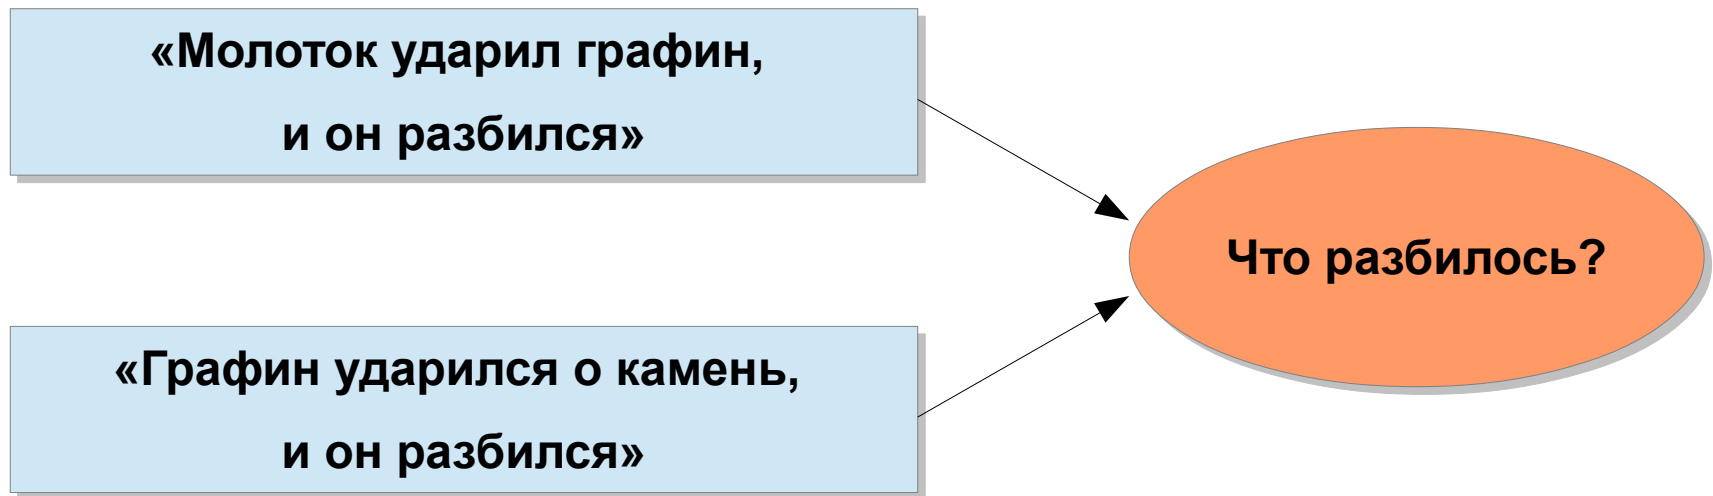 «Молоток ударил графин,
и он разбился»
Что разбилось?
«Графин ударился о камень,
и он разбился»